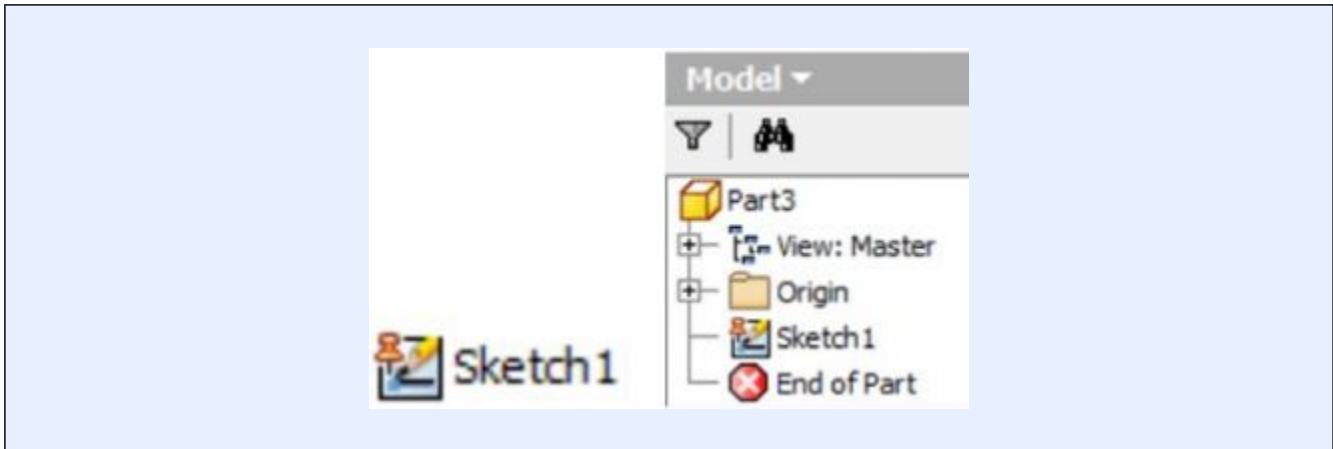 Model
Part3
View: Master
Origin
Sketch1
End of Part
Sketch1